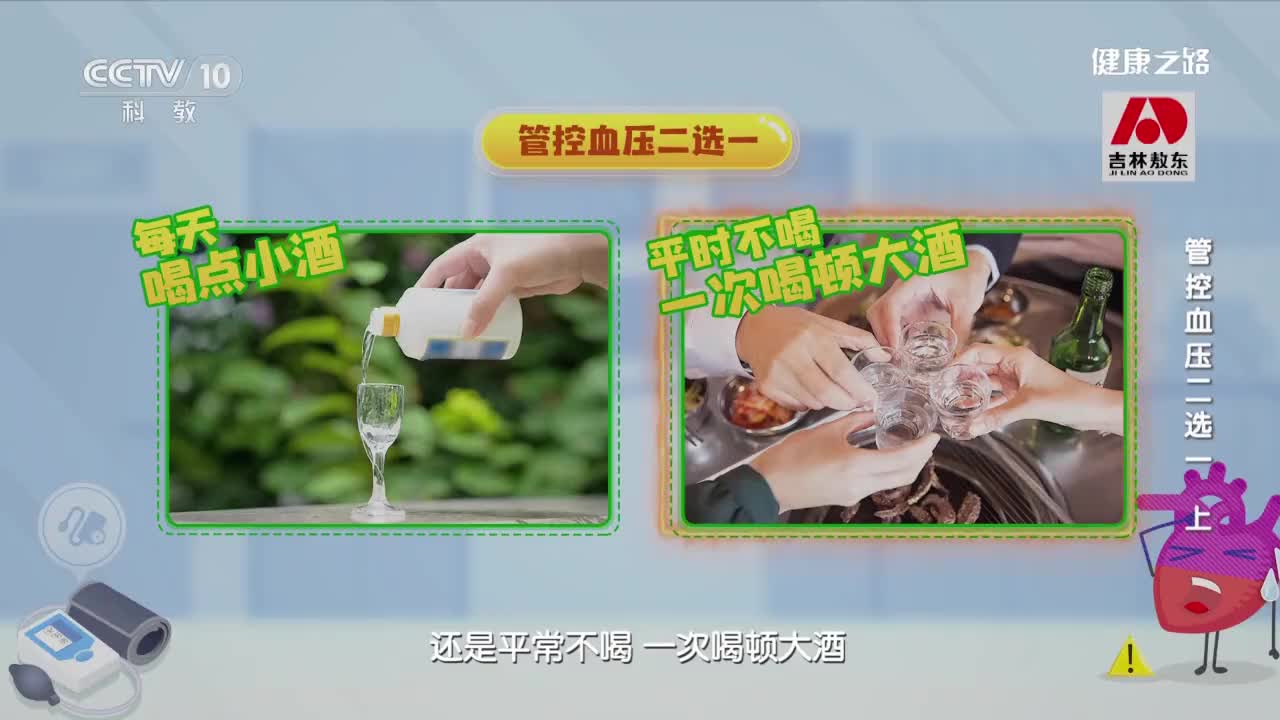 CCTV 10
科教
健康之路
吉林敖东
JI LIN AO DONG
管控血压二选一
每天
喝点小酒
平时不喝
一次喝顿大酒
管控血压二选一 上
还是平常不喝 一次喝顿大酒